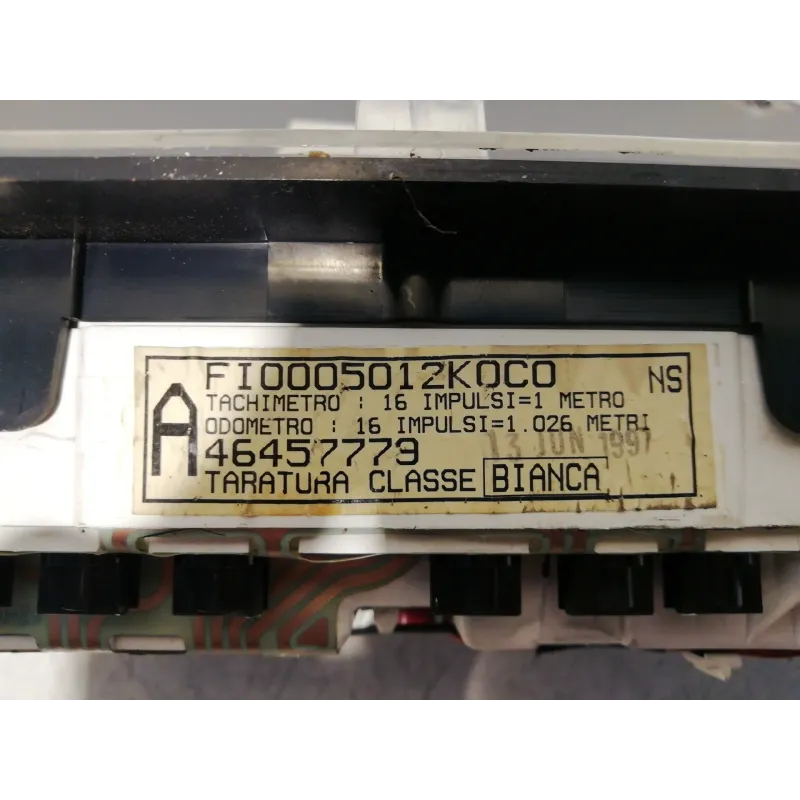 FI0005012K0C0 NS
A
TACHIMETRO : 16 IMPULSI=1 METRO
ODOMETRO : 16 IMPULSI=1.026 METRI
46457779 13 JUN 1997
TARATURA CLASSE BIANCA